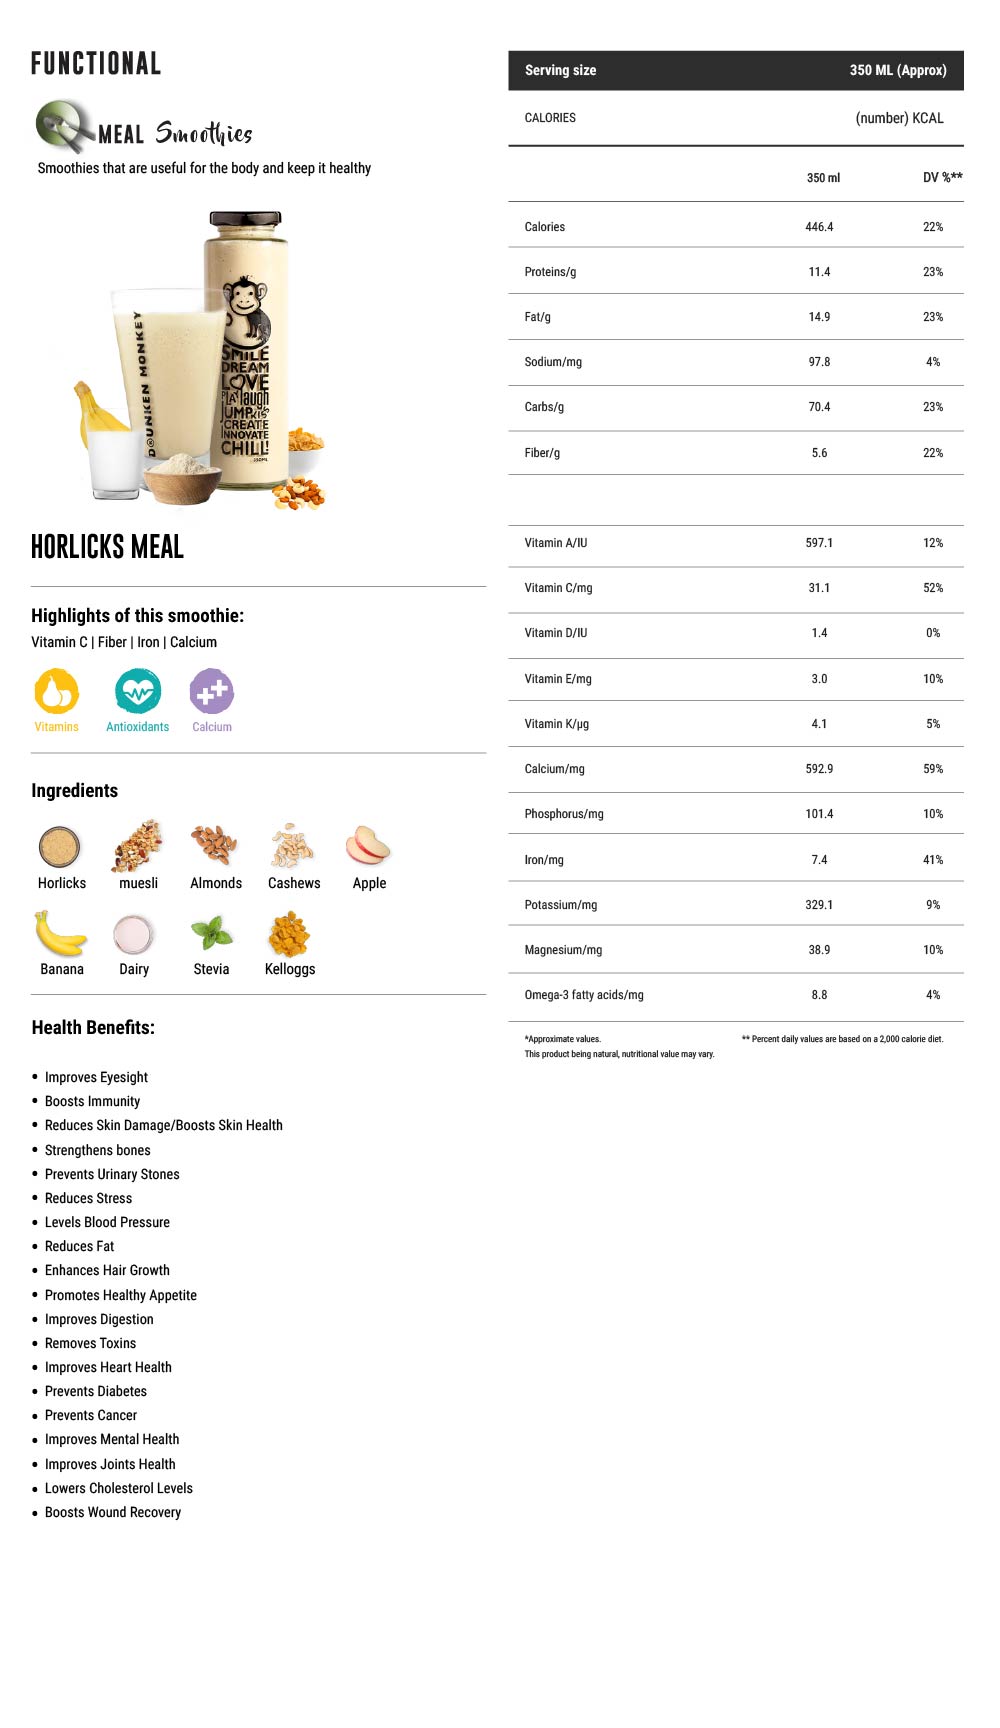 FUNCTIONAL
MEAL Smoothies
Smoothies that are useful for the body and keep it healthy
DRUNKEN MONKEY
SMILE
DREAM
LOVE
PLAY laugh
JUMP KISS
CREATE
INNOVATE
CHILL!
350ML
HORLICKS MEAL
Highlights of this smoothie:
Vitamin C | Fiber | Iron | Calcium
Vitamins Antioxidants Calcium
Ingredients
Horlicks muesli Almonds Cashews Apple
Banana Dairy Stevia Kelloggs
Health Benefits:
• Improves Eyesight
• Boosts Immunity
• Reduces Skin Damage/Boosts Skin Health
• Strengthens bones
• Prevents Urinary Stones
• Reduces Stress
• Levels Blood Pressure
• Reduces Fat
• Enhances Hair Growth
• Promotes Healthy Appetite
• Improves Digestion
• Removes Toxins
• Improves Heart Health
• Prevents Diabetes
• Prevents Cancer
• Improves Mental Health
• Improves Joints Health
• Lowers Cholesterol Levels
• Boosts Wound Recovery
Serving size 350 ML (Approx)
CALORIES (number) KCAL
350 ml DV %**
Calories 446.4 22%
Proteins/g 11.4 23%
Fat/g 14.9 23%
Sodium/mg 97.8 4%
Carbs/g 70.4 23%
Fiber/g 5.6 22%
Vitamin A/IU 597.1 12%
Vitamin C/mg 31.1 52%
Vitamin D/IU 1.4 0%
Vitamin E/mg 3.0 10%
Vitamin K/µg 4.1 5%
Calcium/mg 592.9 59%
Phosphorus/mg 101.4 10%
Iron/mg 7.4 41%
Potassium/mg 329.1 9%
Magnesium/mg 38.9 10%
Omega-3 fatty acids/mg 8.8 4%
*Approximate values. ** Percent daily values are based on a 2,000 calorie diet.
This product being natural, nutritional value may vary.